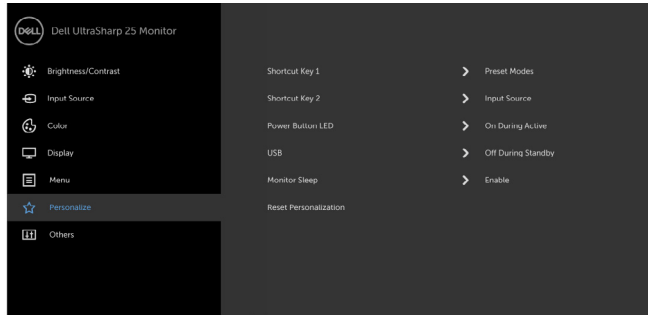 DELL Dell UltraSharp 25 Monitor
Brightness/Contrast
Input Source
Color
Display
Menu
Personalize
Others
Shortcut Key 1 Preset Modes
Shortcut Key 2 Input Source
Power Button LED On During Active
USB Off During Standby
Monitor Sleep Enable
Reset Personalization